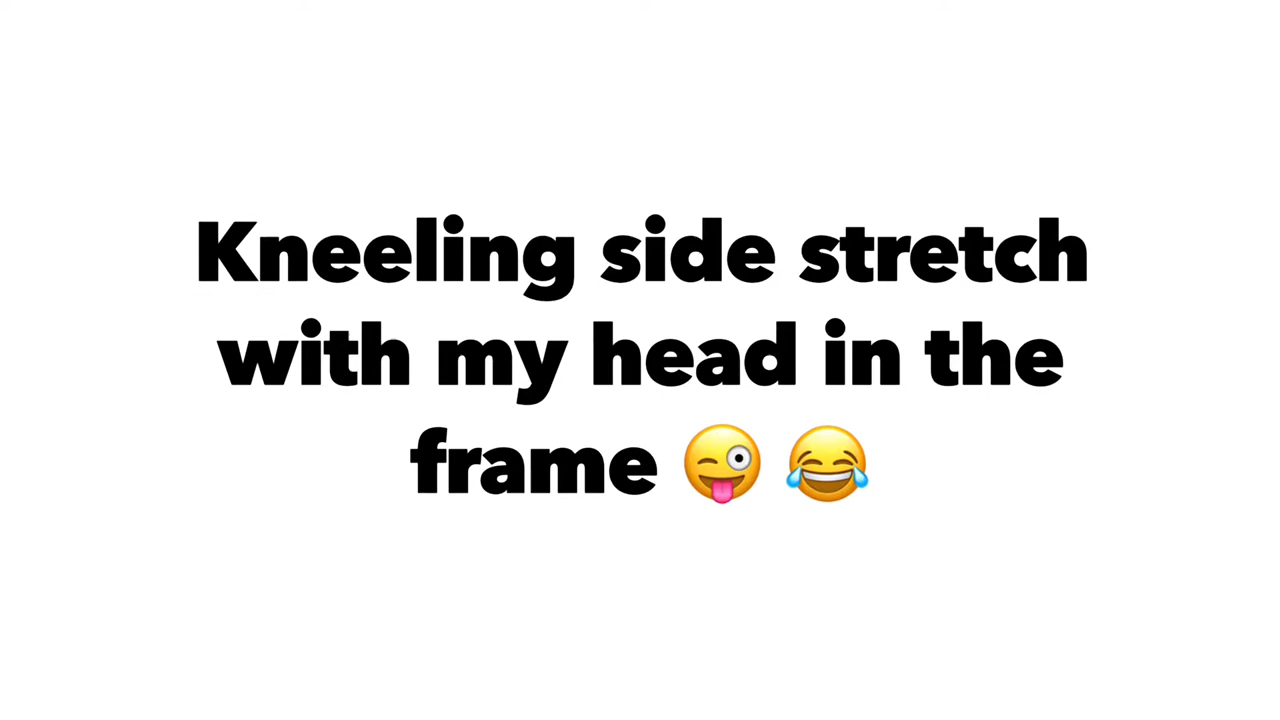 Kneeling side stretch
with my head in the
frame 😜 😂